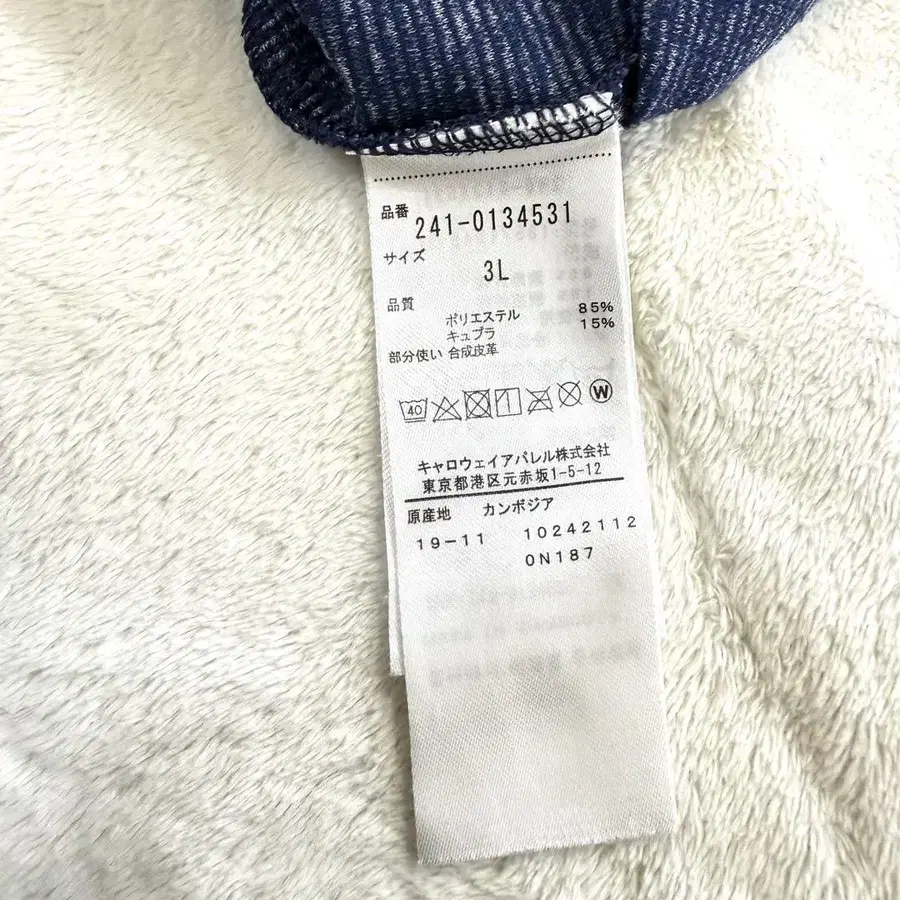 品番
241-0134531
サイズ
3L
品質
ポリエステル 85%
キュプラ 15%
部分使い 合成皮革
40
W
キャロウェイアパレル株式会社
東京都港区元赤坂1-5-12
原産地 カンボジア
19-11 10242112
0N187